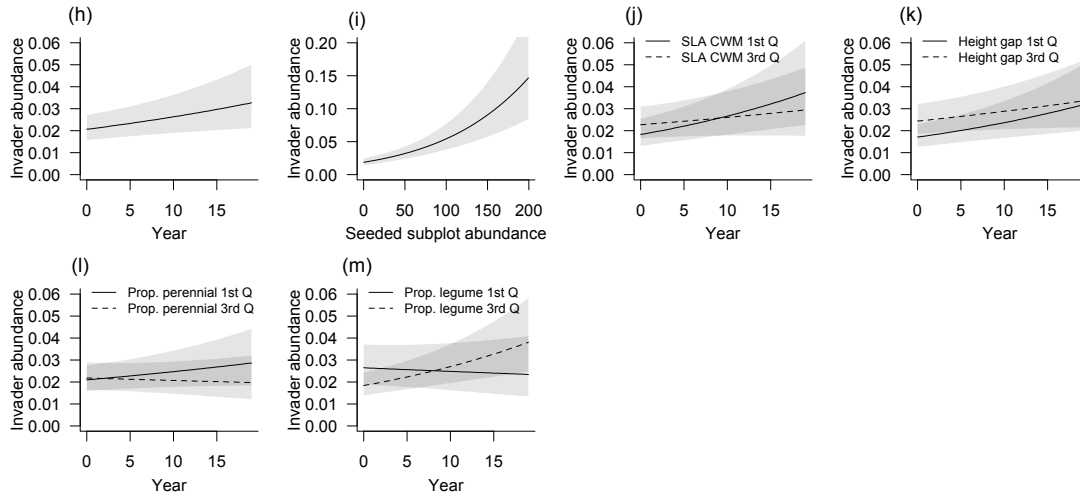 (h)
Invader abundance
0.06
0.05
0.04
0.03
0.02
0.01
0.00
0 5 10 15
Year
(i)
Invader abundance
0.20
0.15
0.10
0.05
0.00
0 50 100 150 200
Seeded subplot abundance
(j)
Invader abundance
0.06
0.05
0.04
0.03
0.02
0.01
0.00
SLA CWM 1st Q
SLA CWM 3rd Q
0 5 10 15
Year
(k)
Invader abundance
0.06
0.05
0.04
0.03
0.02
0.01
0.00
Height gap 1st Q
Height gap 3rd Q
0 5 10 15
Year
(l)
Invader abundance
0.06
0.05
0.04
0.03
0.02
0.01
0.00
Prop. perennial 1st Q
Prop. perennial 3rd Q
0 5 10 15
Year
(m)
Invader abundance
0.06
0.05
0.04
0.03
0.02
0.01
0.00
Prop. legume 1st Q
Prop. legume 3rd Q
0 5 10 15
Year